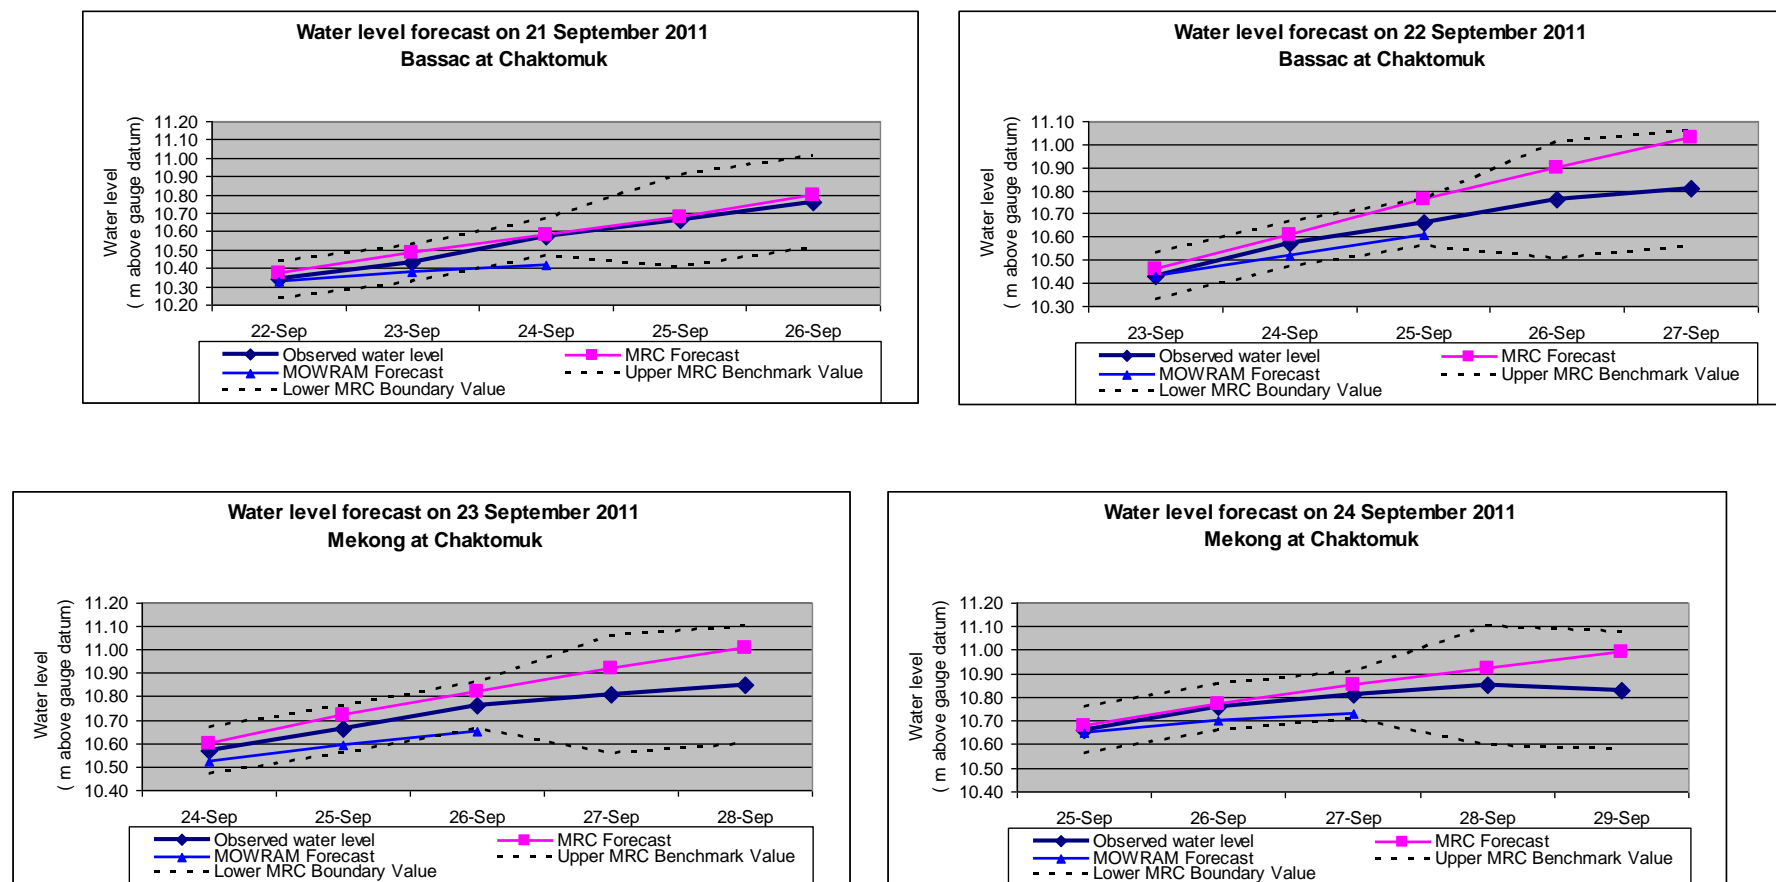 Water level forecast on 21 September 2011
Bassac at Chaktomuk
Water level
( m above gauge datum)
11.20
11.10
11.00
10.90
10.80
10.70
10.60
10.50
10.40
10.30
10.20
22-Sep 23-Sep 24-Sep 25-Sep 26-Sep
Observed water level MRC Forecast
MOWRAM Forecast Upper MRC Benchmark Value
Lower MRC Boundary Value
Water level forecast on 22 September 2011
Bassac at Chaktomuk
Water level
( m above gauge datum)
11.10
11.00
10.90
10.80
10.70
10.60
10.50
10.40
10.30
23-Sep 24-Sep 25-Sep 26-Sep 27-Sep
Observed water level MRC Forecast
MOWRAM Forecast Upper MRC Benchmark Value
Lower MRC Boundary Value
Water level forecast on 23 September 2011
Mekong at Chaktomuk
Water level
( m above gauge datum)
11.20
11.10
11.00
10.90
10.80
10.70
10.60
10.50
10.40
24-Sep 25-Sep 26-Sep 27-Sep 28-Sep
Observed water level MRC Forecast
MOWRAM Forecast Upper MRC Benchmark Value
Lower MRC Boundary Value
Water level forecast on 24 September 2011
Mekong at Chaktomuk
Water level
( m above gauge datum)
11.20
11.10
11.00
10.90
10.80
10.70
10.60
10.50
10.40
25-Sep 26-Sep 27-Sep 28-Sep 29-Sep
Observed water level MRC Forecast
MOWRAM Forecast Upper MRC Benchmark Value
Lower MRC Boundary Value